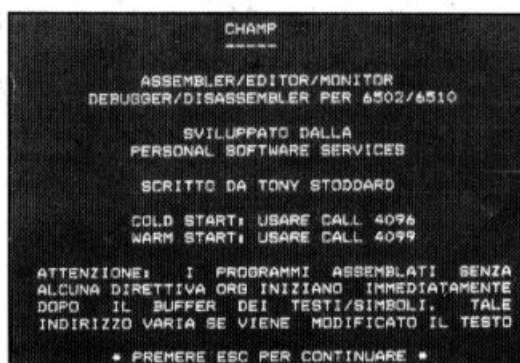 CHAMP
-----
ASSEMBLER/EDITOR/MONITOR
DEBUGGER/DISASSEMBLER PER 6502/6510
SVILUPPATO DALLA
PERSONAL SOFTWARE SERVICES
SCRITTO DA TONY STODDARD
COLD START: USARE CALL 4096
WARM START: USARE CALL 4099
ATTENZIONE: I PROGRAMMI ASSEMBLATI SENZA
ALCUNA DIRETTIVA ORG INIZIANO IMMEDIATAMENTE
DOPO IL BUFFER DEI TESTI/SIMBOLI. TALE
INDIRIZZO VARIA SE VIENE MODIFICATO IL TESTO
* PREMERE ESC PER CONTINUARE *